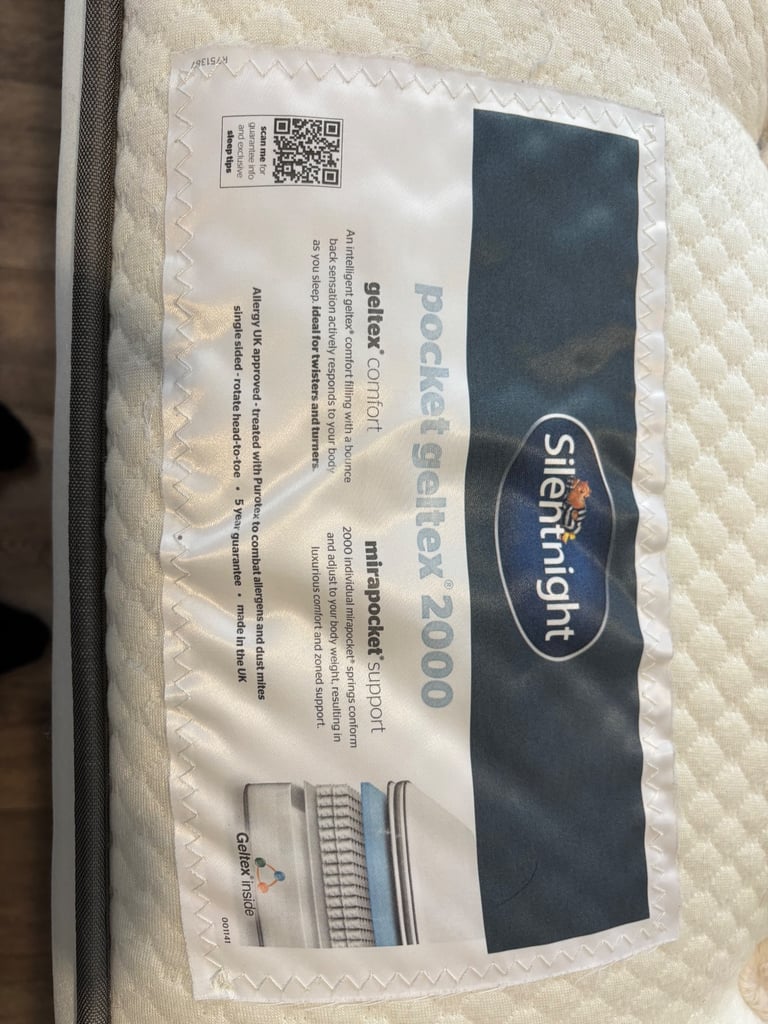 Silentnight
pocket geltex® 2000
geltex® comfort
An intelligent geltex® comfort filling with a bounce
back sensation actively responds to your body
as you sleep. ideal for twisters and turners.
mirapocket® support
2000 individual mirapocket® springs conform
and adjust to your body weight, resulting in
luxurious comfort and zoned support.
scan me for
guarantee info
and exclusive
sleep tips
Allergy UK approved - treated with Purotex to combat allergens and dust mites
single sided - rotate head-to-toe • 5 year guarantee • made in the UK
Geltex® inside
001141